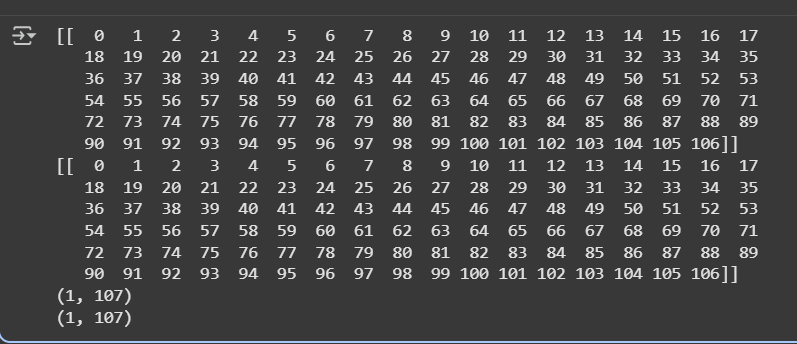 [[  0   1   2   3   4   5   6   7   8   9  10  11  12  13  14  15  16  17
   18  19  20  21  22  23  24  25  26  27  28  29  30  31  32  33  34  35
   36  37  38  39  40  41  42  43  44  45  46  47  48  49  50  51  52  53
   54  55  56  57  58  59  60  61  62  63  64  65  66  67  68  69  70  71
   72  73  74  75  76  77  78  79  80  81  82  83  84  85  86  87  88  89
   90  91  92  93  94  95  96  97  98  99 100 101 102 103 104 105 106]]
[[  0   1   2   3   4   5   6   7   8   9  10  11  12  13  14  15  16  17
   18  19  20  21  22  23  24  25  26  27  28  29  30  31  32  33  34  35
   36  37  38  39  40  41  42  43  44  45  46  47  48  49  50  51  52  53
   54  55  56  57  58  59  60  61  62  63  64  65  66  67  68  69  70  71
   72  73  74  75  76  77  78  79  80  81  82  83  84  85  86  87  88  89
   90  91  92  93  94  95  96  97  98  99 100 101 102 103 104 105 106]]
(1, 107)
(1, 107)